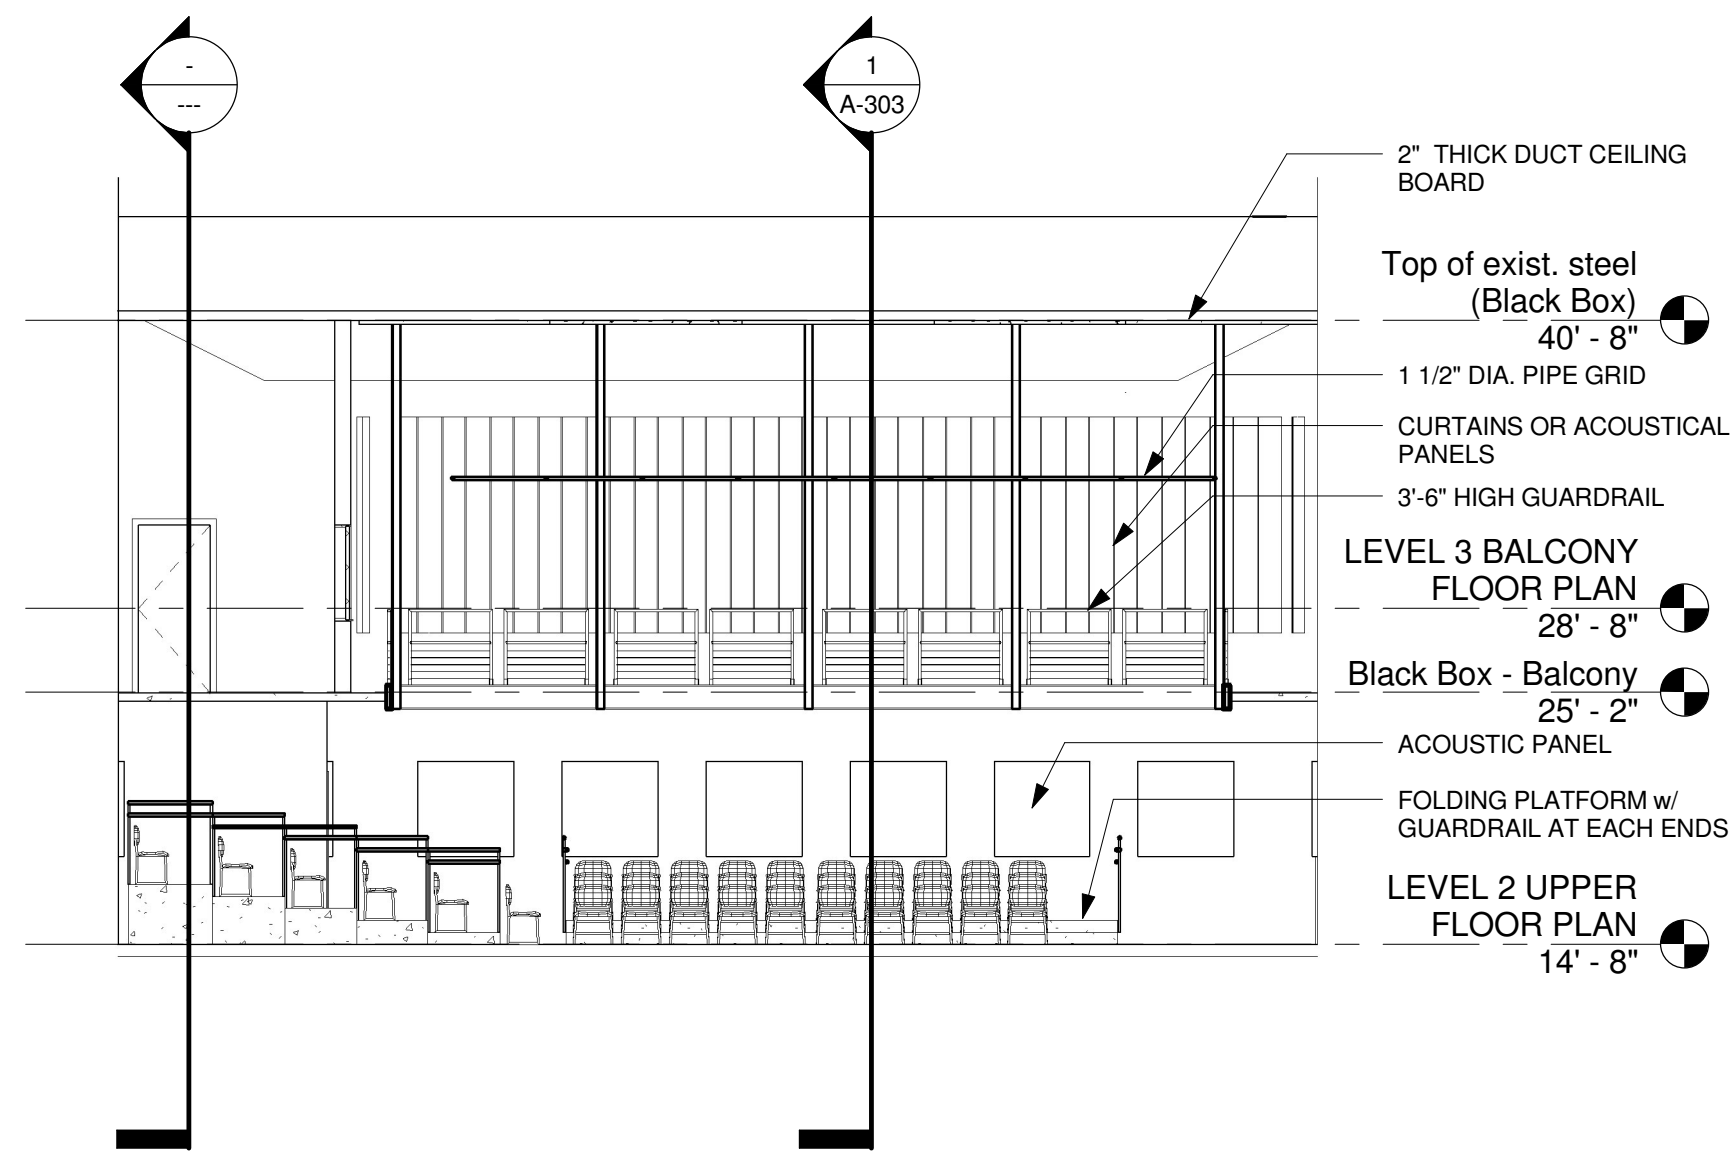 -
---
1
A-303
2"  THICK DUCT CEILING
BOARD
Top of exist. steel
(Black Box)
40' - 8"
1 1/2" DIA. PIPE GRID
CURTAINS OR ACOUSTICAL
PANELS
3'-6" HIGH GUARDRAIL
LEVEL 3 BALCONY
FLOOR PLAN
28' - 8"
Black Box - Balcony
25' - 2"
ACOUSTIC PANEL
FOLDING PLATFORM w/
GUARDRAIL AT EACH ENDS
LEVEL 2 UPPER
FLOOR PLAN
14' - 8"